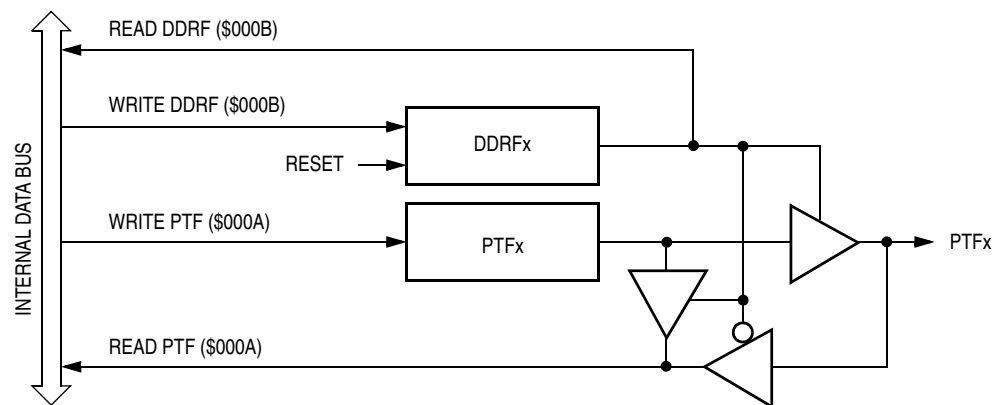 READ DDRF ($000B)
WRITE DDRF ($000B)
DDRFx
RESET
INTERNAL DATA BUS
WRITE PTF ($000A)
PTFx
PTFx
READ PTF ($000A)